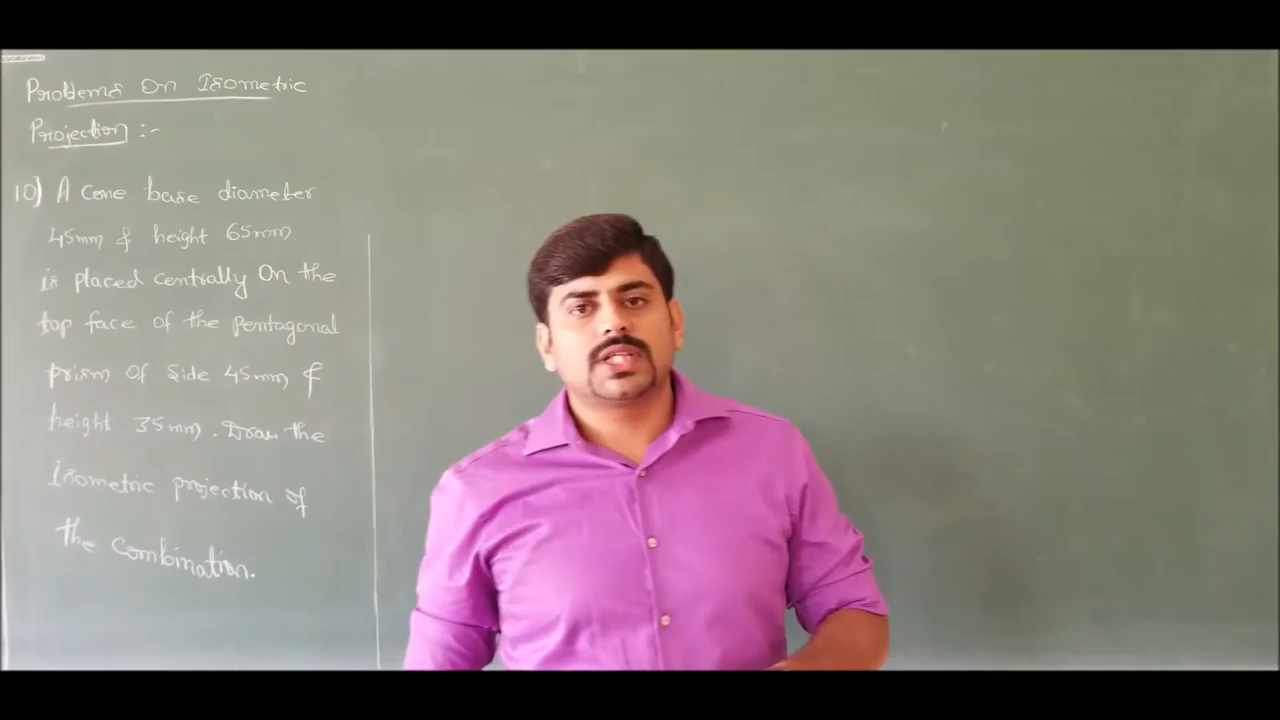 Problems On Isometric
Projection :-
10] A Cone base diameter
45mm & height 65mm
is placed centrally On the
top face of the Pentagonal
prism of Side 45mm &
height 35mm. Draw the
isometric projection of
the Combination.